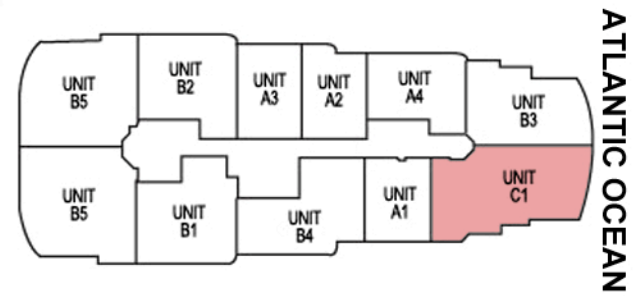 UNIT
B5
UNIT
B2
UNIT
A3
UNIT
A2
UNIT
A4
UNIT
B3
UNIT
B5
UNIT
B1
UNIT
B4
UNIT
A1
UNIT
C1
ATLANTIC OCEAN